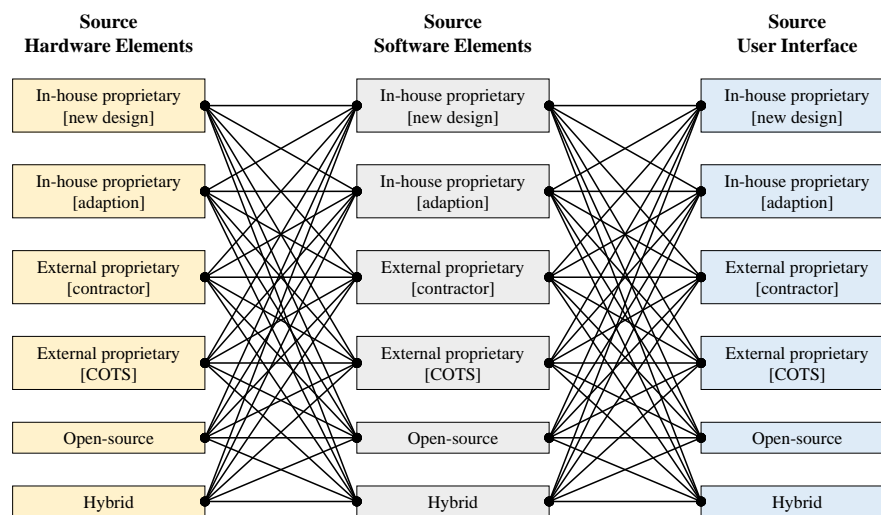 Source
Hardware Elements
Source
Software Elements
Source
User Interface
In-house proprietary
[new design]
In-house proprietary
[new design]
In-house proprietary
[new design]
In-house proprietary
[adaption]
In-house proprietary
[adaption]
In-house proprietary
[adaption]
External proprietary
[contractor]
External proprietary
[contractor]
External proprietary
[contractor]
External proprietary
[COTS]
External proprietary
[COTS]
External proprietary
[COTS]
Open-source
Open-source
Open-source
Hybrid
Hybrid
Hybrid